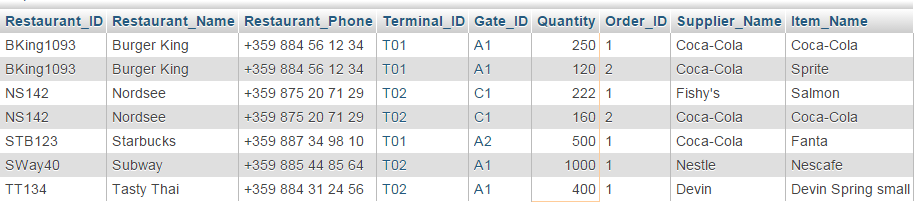 Restaurant_ID Restaurant_Name Restaurant_Phone Terminal_ID Gate_ID Quantity Order_ID Supplier_Name Item_Name
BKing1093 Burger King +359 884 56 12 34 T01 A1 250 1 Coca-Cola Coca-Cola
BKing1093 Burger King +359 884 56 12 34 T01 A1 120 2 Coca-Cola Sprite
NS142 Nordsee +359 875 20 71 29 T02 C1 222 1 Fishy's Salmon
NS142 Nordsee +359 875 20 71 29 T02 C1 160 2 Coca-Cola Coca-Cola
STB123 Starbucks +359 887 34 98 10 T01 A2 500 1 Coca-Cola Fanta
SWay40 Subway +359 885 44 85 64 T02 A1 1000 1 Nestle Nescafe
TT134 Tasty Thai +359 884 31 24 56 T02 A1 400 1 Devin Devin Spring small